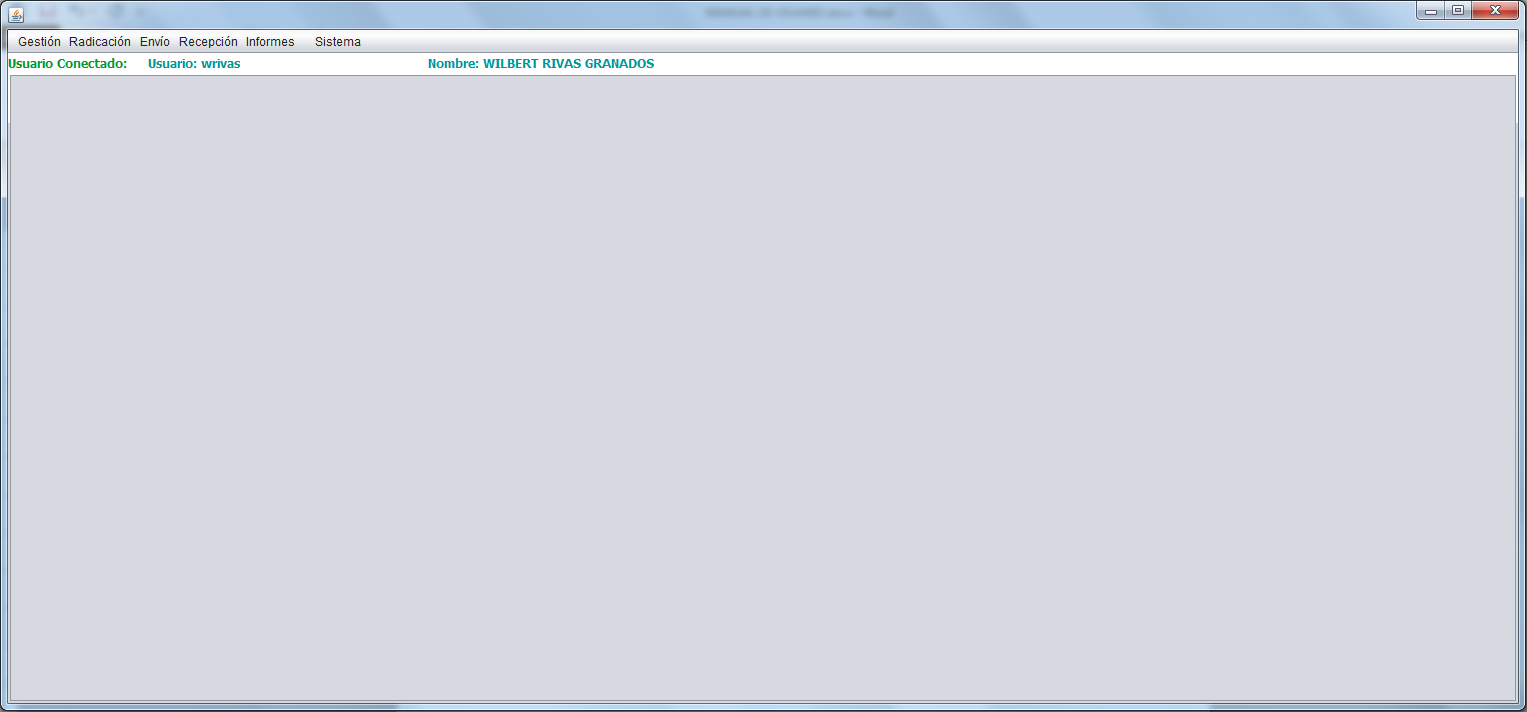 Gestión Radicación Envío Recepción Informes Sistema
Usuario Conectado: Usuario: wrivas Nombre: WILBERT RIVAS GRANADOS